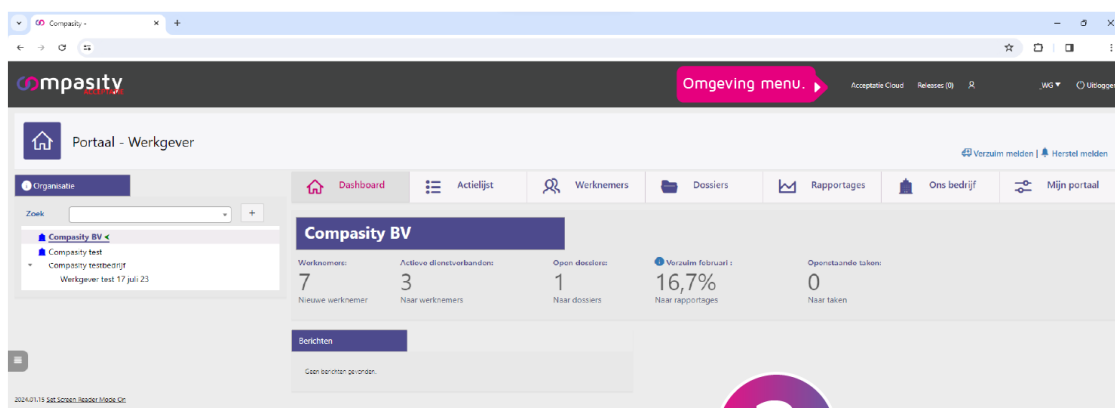 Compasity -
compasity
ACCEPTATIE
Omgeving menu.
Acceptatie Cloud Releases (0) _WG Uitloggen
Portaal - Werkgever
Verzuim melden | Herstel melden
Organisatie
Dashboard Actielijst Werknemers Dossiers Rapportages Ons bedrijf Mijn portaal
Zoek
+
Compasity BV <
Compasity test
Compasity testbedrijf
Werkgever test 17 juli 23
Compasity BV
Werknemers: Actieve dienstverbanden: Open dossiers: Verzuim februari : Openstaande taken:
7 3 1 16,7% 0
Nieuwe werknemer Naar werknemers Naar dossiers Naar rapportages Naar taken
Berichten
Geen berichten gevonden.
2024.01.15 Set Screen Reader Mode On